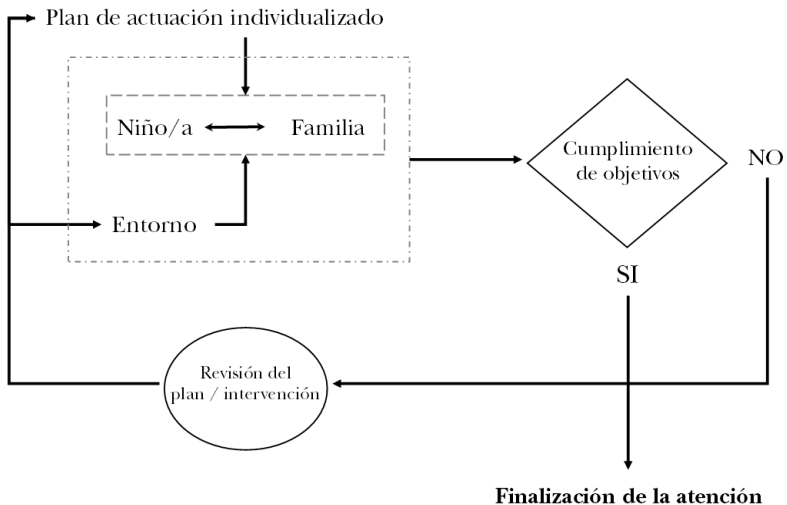 Plan de actuación individualizado
Niño/a
Familia
Entorno
Cumplimiento
de objetivos
NO
SI
Revisión del
plan / intervención
Finalización de la atención